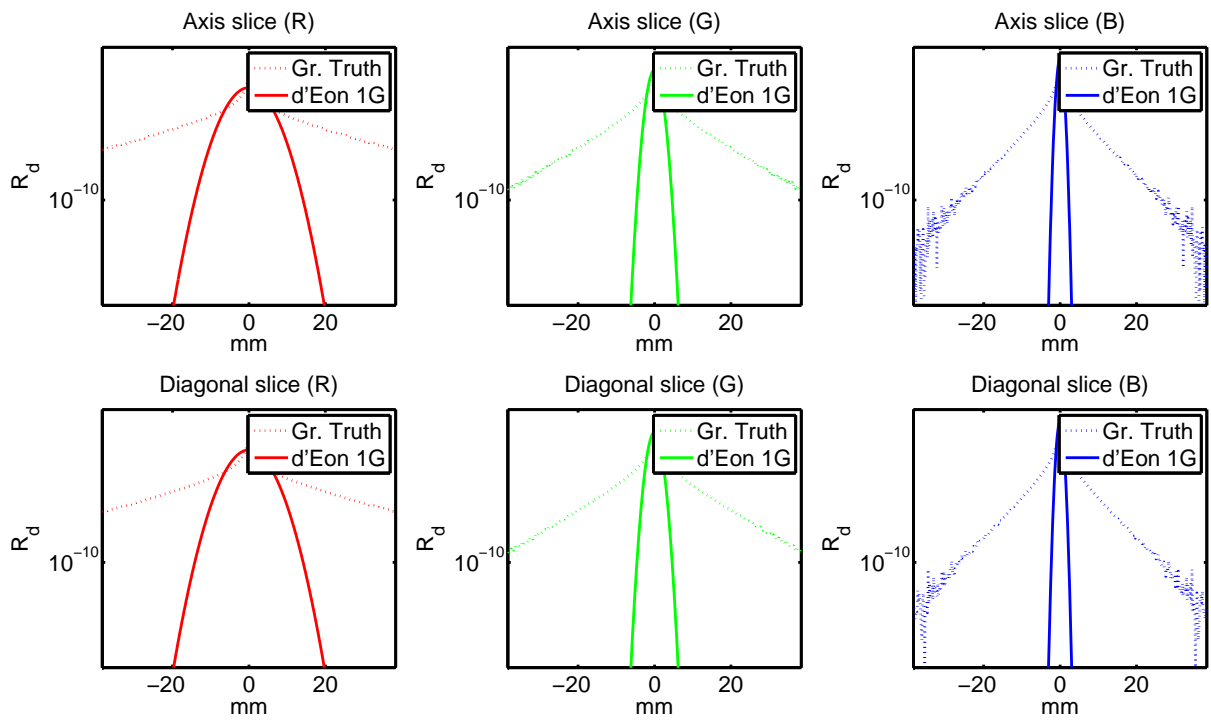 Axis slice (R)
Gr. Truth
d'Eon 1G
R_d
10^−10
−20 0 20
mm
Axis slice (G)
Gr. Truth
d'Eon 1G
R_d
10^−10
−20 0 20
mm
Axis slice (B)
Gr. Truth
d'Eon 1G
R_d
10^−10
−20 0 20
mm
Diagonal slice (R)
Gr. Truth
d'Eon 1G
R_d
10^−10
−20 0 20
mm
Diagonal slice (G)
Gr. Truth
d'Eon 1G
R_d
10^−10
−20 0 20
mm
Diagonal slice (B)
Gr. Truth
d'Eon 1G
R_d
10^−10
−20 0 20
mm